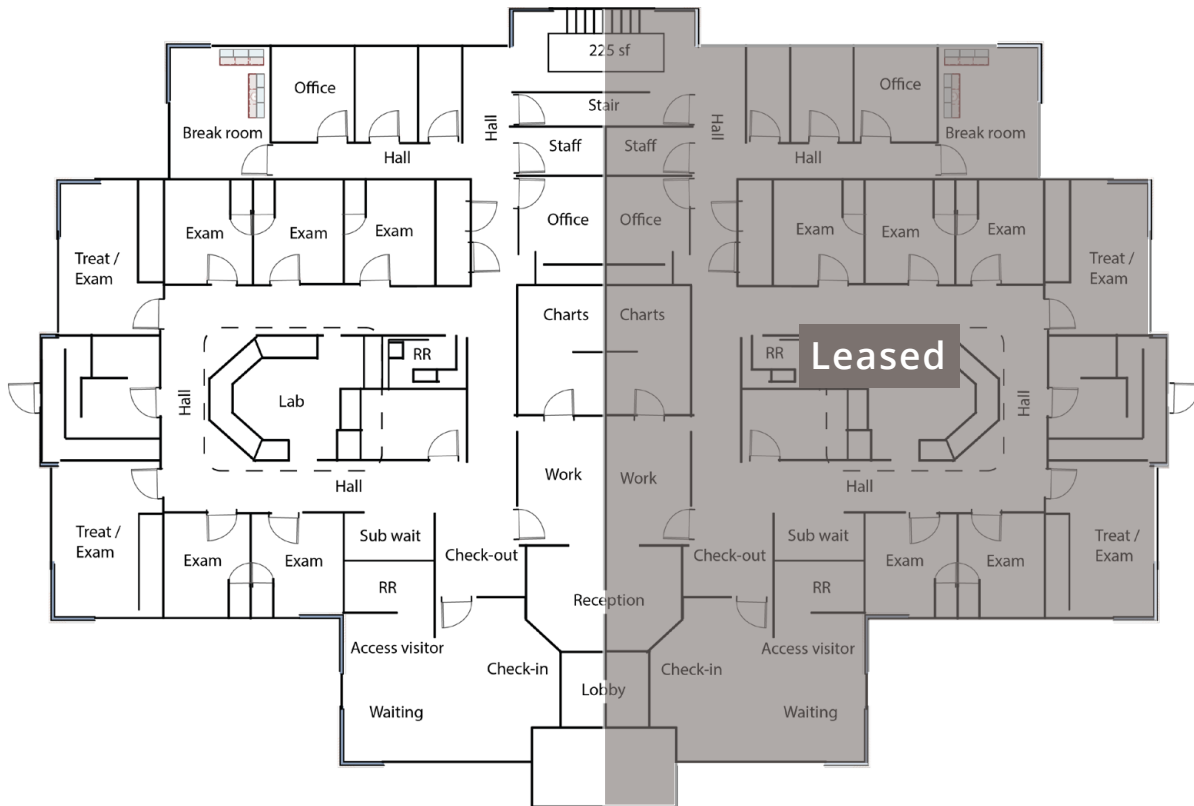 225 sf
Office
Office
Stair
Hall
Hall
Break room
Break room
Staff
Staff
Hall
Hall
Office
Office
Exam
Exam
Exam
Exam
Exam
Exam
Treat /
Exam
Treat /
Exam
Charts
Charts
RR
RR
Leased
Hall
Lab
Hall
Work
Work
Hall
Hall
Treat /
Exam
Exam
Exam
Sub wait
Check-out
Check-out
Sub wait
Exam
Exam
Treat /
Exam
RR
RR
Reception
Access visitor
Access visitor
Check-in
Check-in
Lobby
Waiting
Waiting